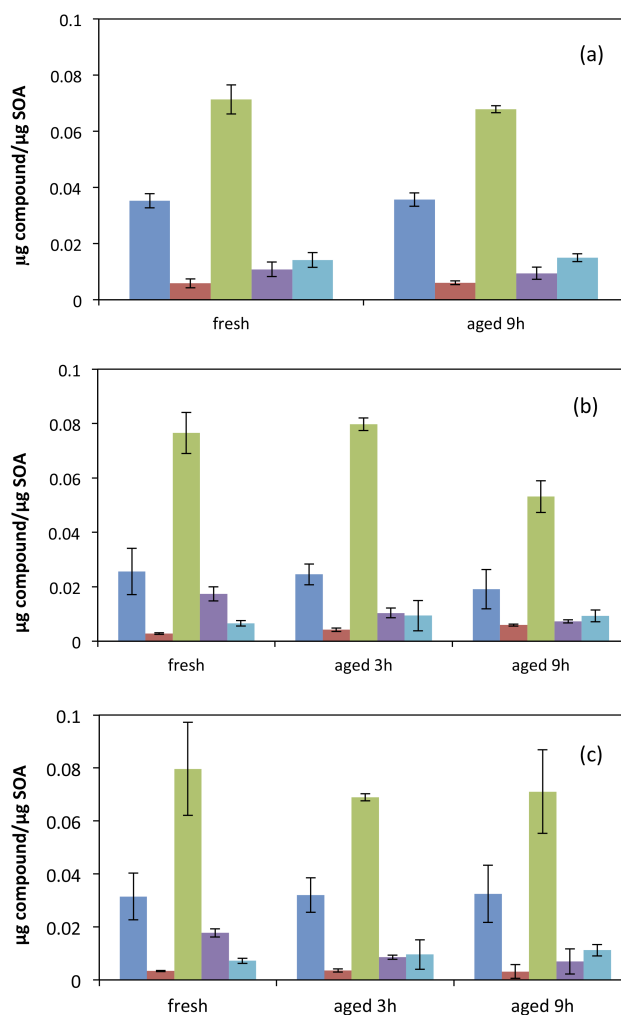 (a)
µg compound/µg SOA
0.1
0.08
0.06
0.04
0.02
0
fresh aged 9h
(b)
µg compound/µg SOA
0.1
0.08
0.06
0.04
0.02
0
fresh aged 3h aged 9h
(c)
µg compound/µg SOA
0.1
0.08
0.06
0.04
0.02
0
fresh aged 3h aged 9h